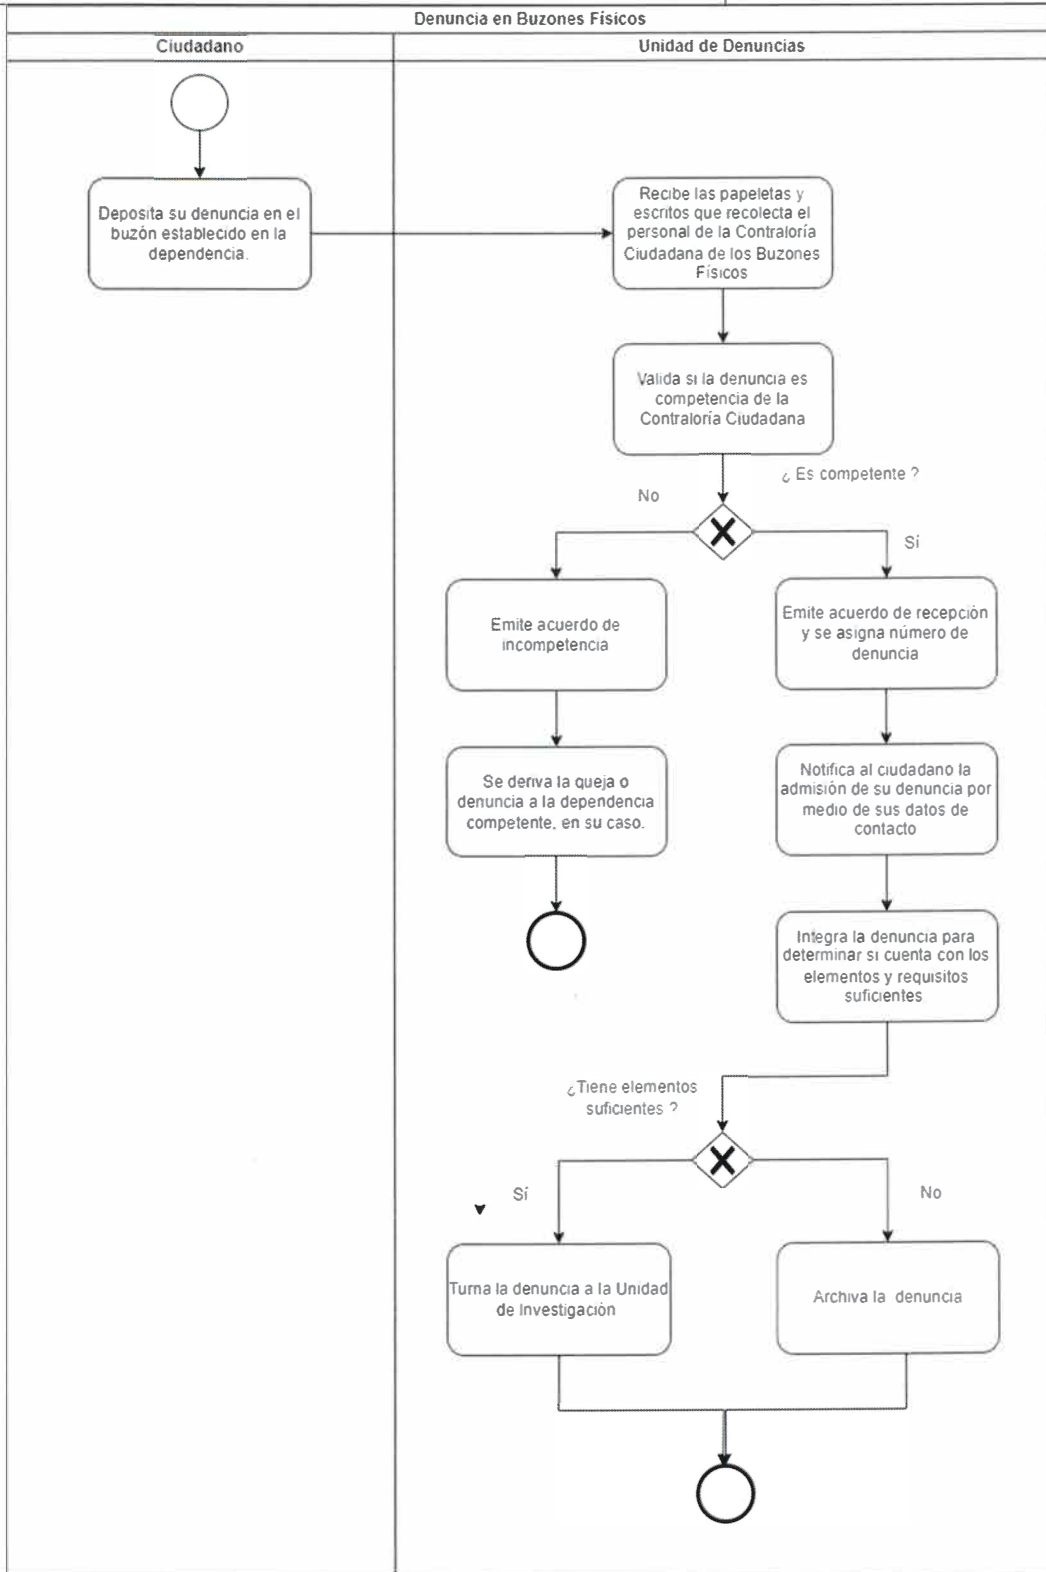 Denuncia en Buzones Físicos
Ciudadano
Unidad de Denuncias
Deposita su denuncia en el
buzón establecido en la
dependencia.
Recibe las papeletas y
escritos que recolecta el
personal de la Contraloría
Ciudadana de los Buzones
Físicos
Valida si la denuncia es
competencia de la
Contraloría Ciudadana
¿ Es competente ?
No
Sí
Emite acuerdo de
incompetencia
Emite acuerdo de recepción
y se asigna número de
denuncia
Se deriva la queja o
denuncia a la dependencia
competente, en su caso.
Notifica al ciudadano la
admisión de su denuncia por
medio de sus datos de
contacto
Integra la denuncia para
determinar si cuenta con los
elementos y requisitos
suficientes
¿Tiene elementos
suficientes ?
Sí
No
Turna la denuncia a la Unidad
de Investigación
Archiva la denuncia